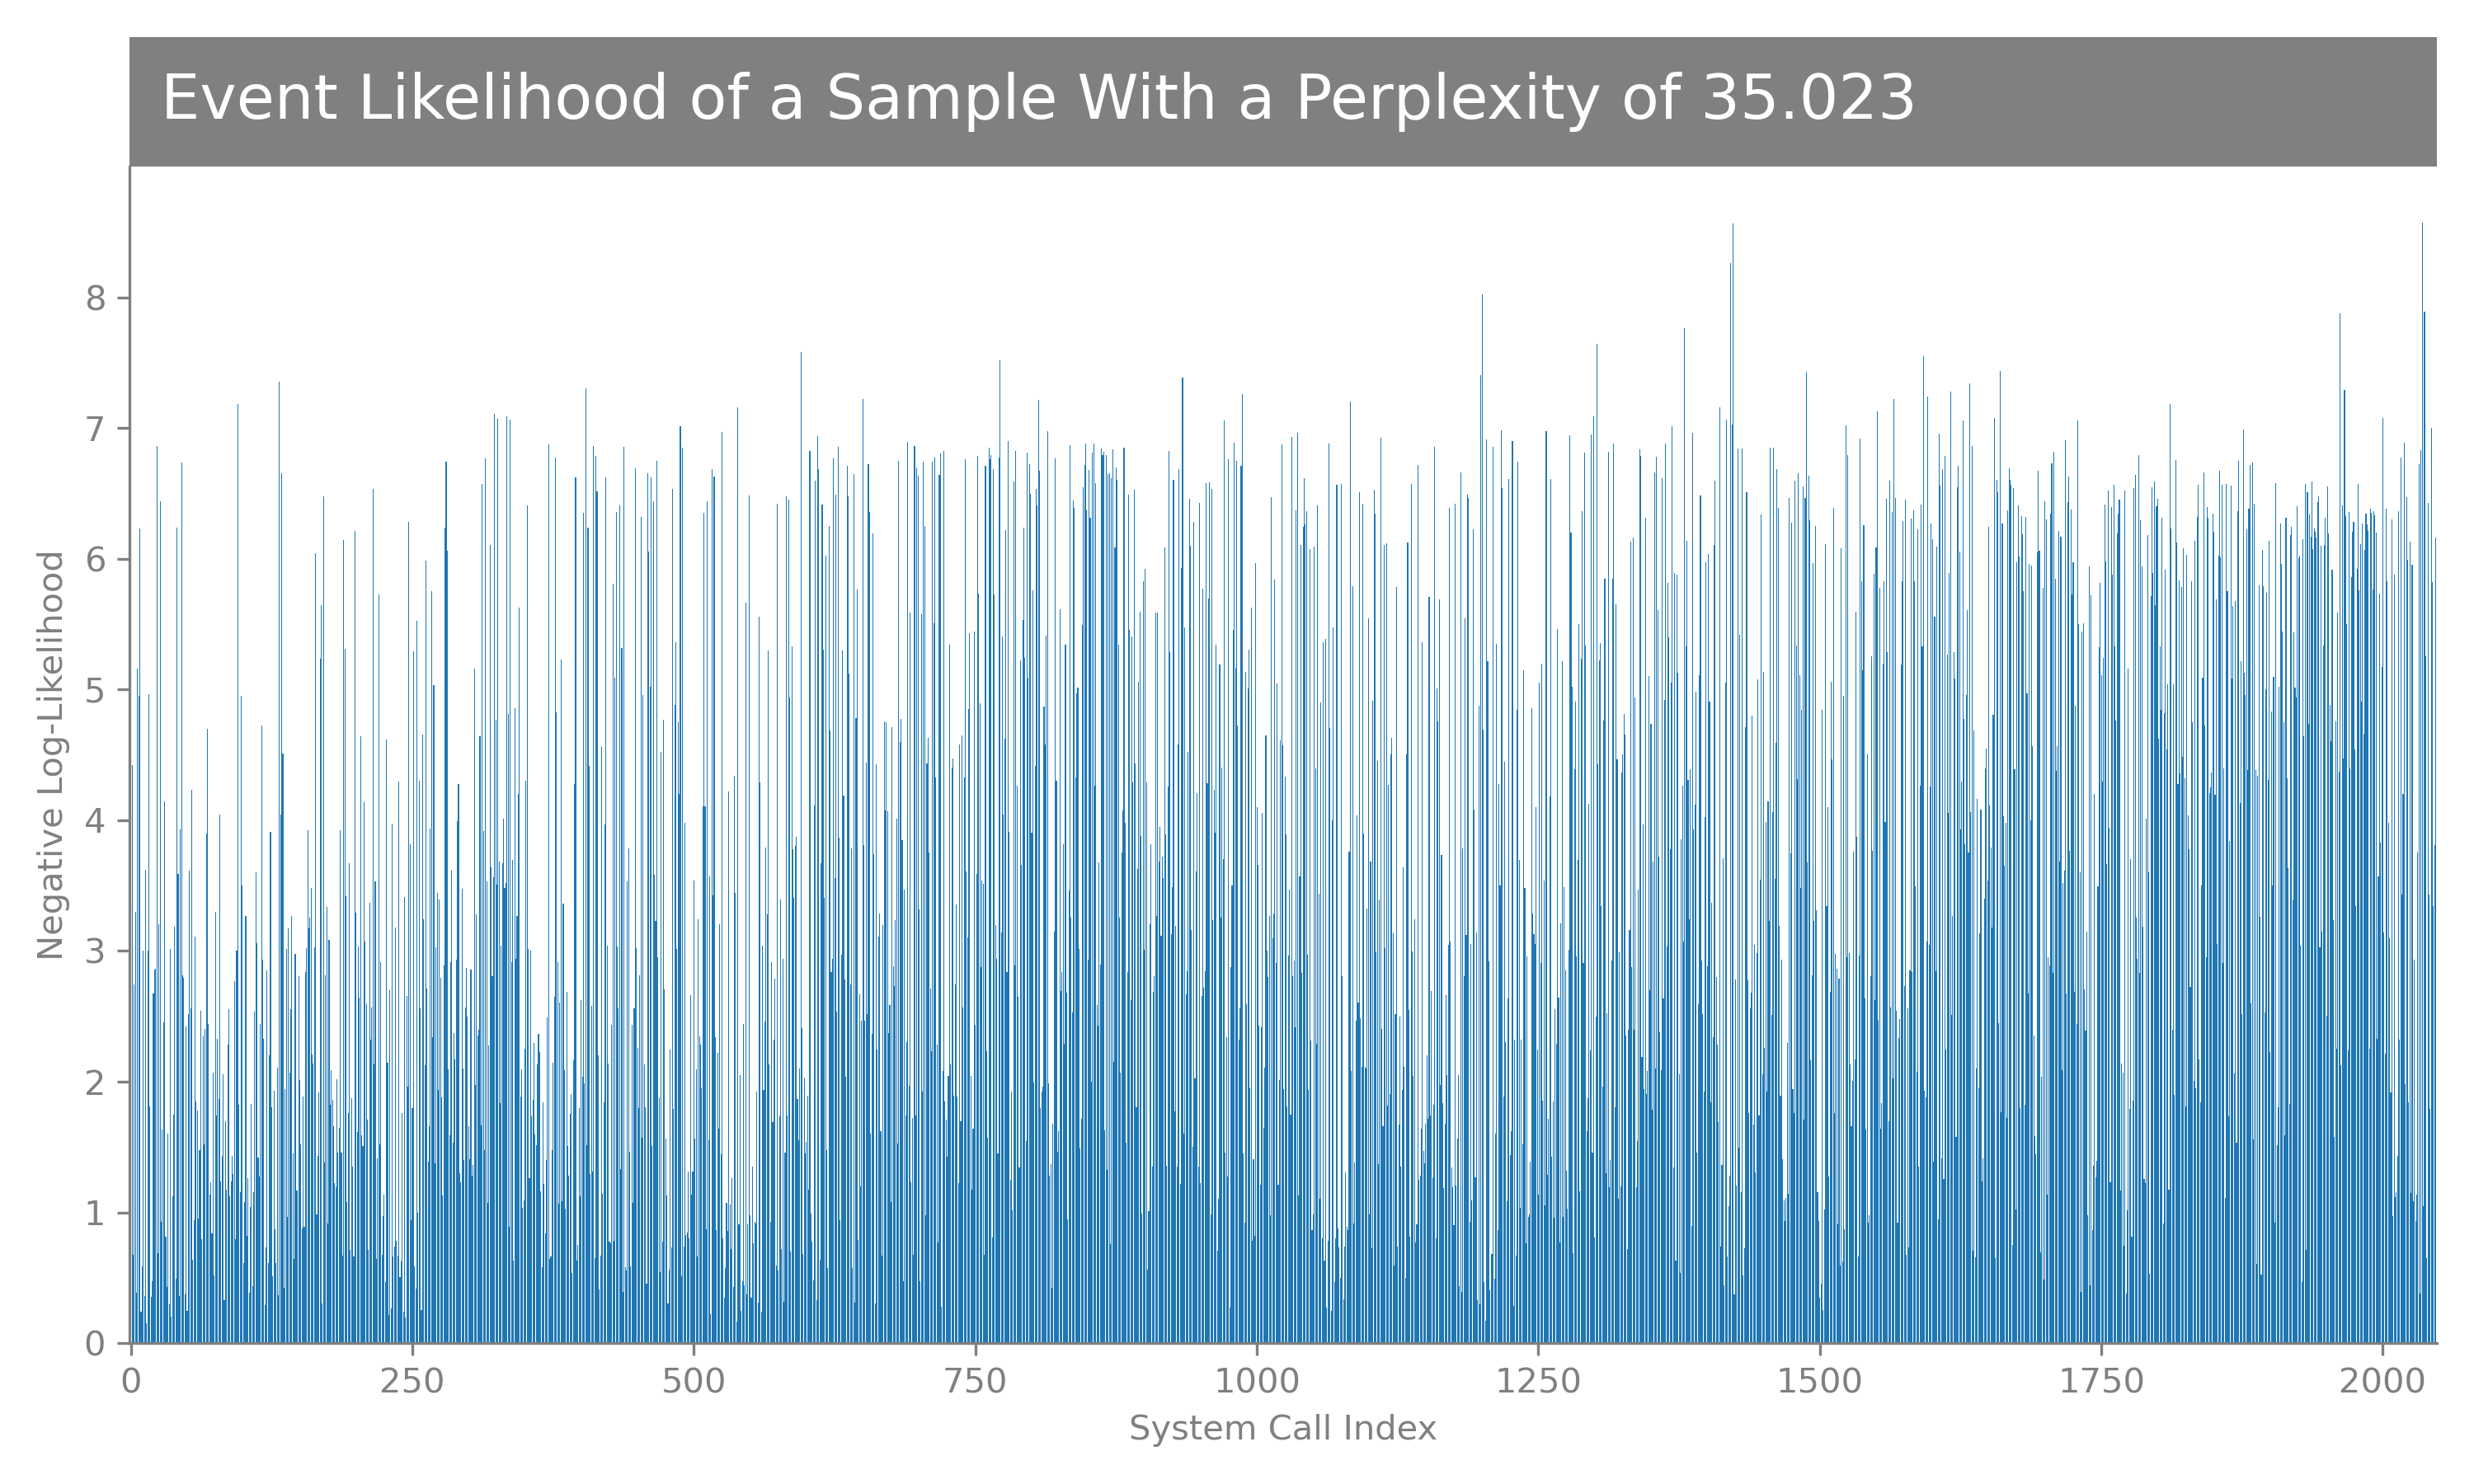 Event Likelihood of a Sample With a Perplexity of 35.023
8
7
6
5
4
3
2
1
0
Negative Log-Likelihood
0 250 500 750 1000 1250 1500 1750 2000
System Call Index